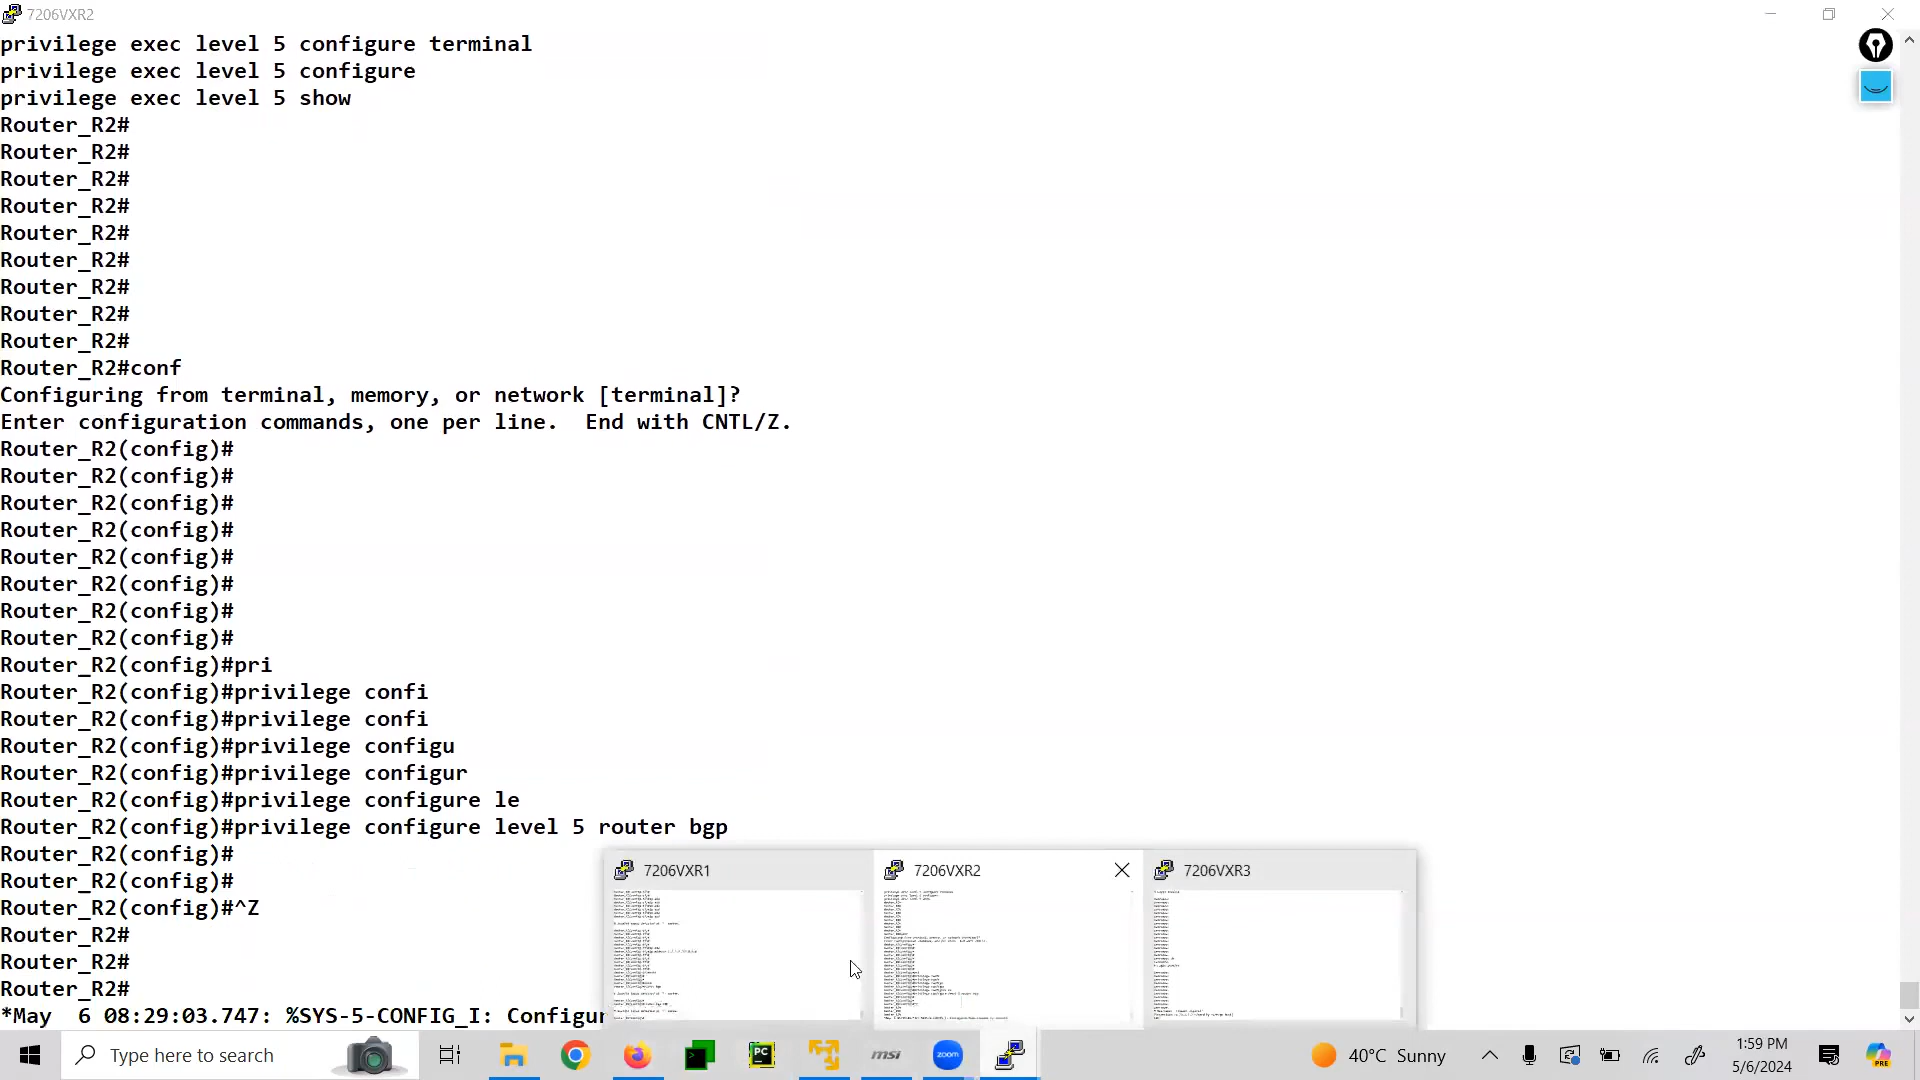 7206VXR2
privilege exec level 5 configure terminal
privilege exec level 5 configure
privilege exec level 5 show
Router_R2#
Router_R2#
Router_R2#
Router_R2#
Router_R2#
Router_R2#
Router_R2#
Router_R2#
Router_R2#
Router_R2#conf
Configuring from terminal, memory, or network [terminal]?
Enter configuration commands, one per line.  End with CNTL/Z.
Router_R2(config)#
Router_R2(config)#
Router_R2(config)#
Router_R2(config)#
Router_R2(config)#
Router_R2(config)#
Router_R2(config)#
Router_R2(config)#
Router_R2(config)#pri
Router_R2(config)#privilege confi
Router_R2(config)#privilege confi
Router_R2(config)#privilege configu
Router_R2(config)#privilege configur
Router_R2(config)#privilege configure le
Router_R2(config)#privilege configure level 5 router bgp
Router_R2(config)#
Router_R2(config)#
Router_R2(config)#^Z
Router_R2#
Router_R2#
Router_R2#
*May  6 08:29:03.747: %SYS-5-CONFIG_I: Configur
7206VXR1
7206VXR2
7206VXR3
Type here to search
PC
msi
zoom
40°C Sunny
1:59 PM
5/6/2024
PRE